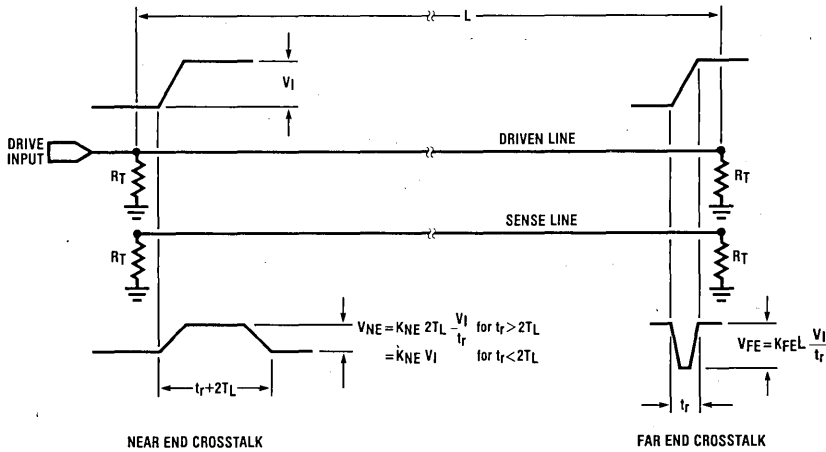 L
V_I
DRIVE
INPUT
DRIVEN LINE
R_T
R_T
SENSE LINE
R_T
R_T
V_NE = K_NE 2T_L V_I/t_r for t_r > 2T_L
= K_NE V_I for t_r < 2T_L
V_FE = K_FE L V_I/t_r
t_r + 2T_L
t_r
NEAR END CROSSTALK
FAR END CROSSTALK